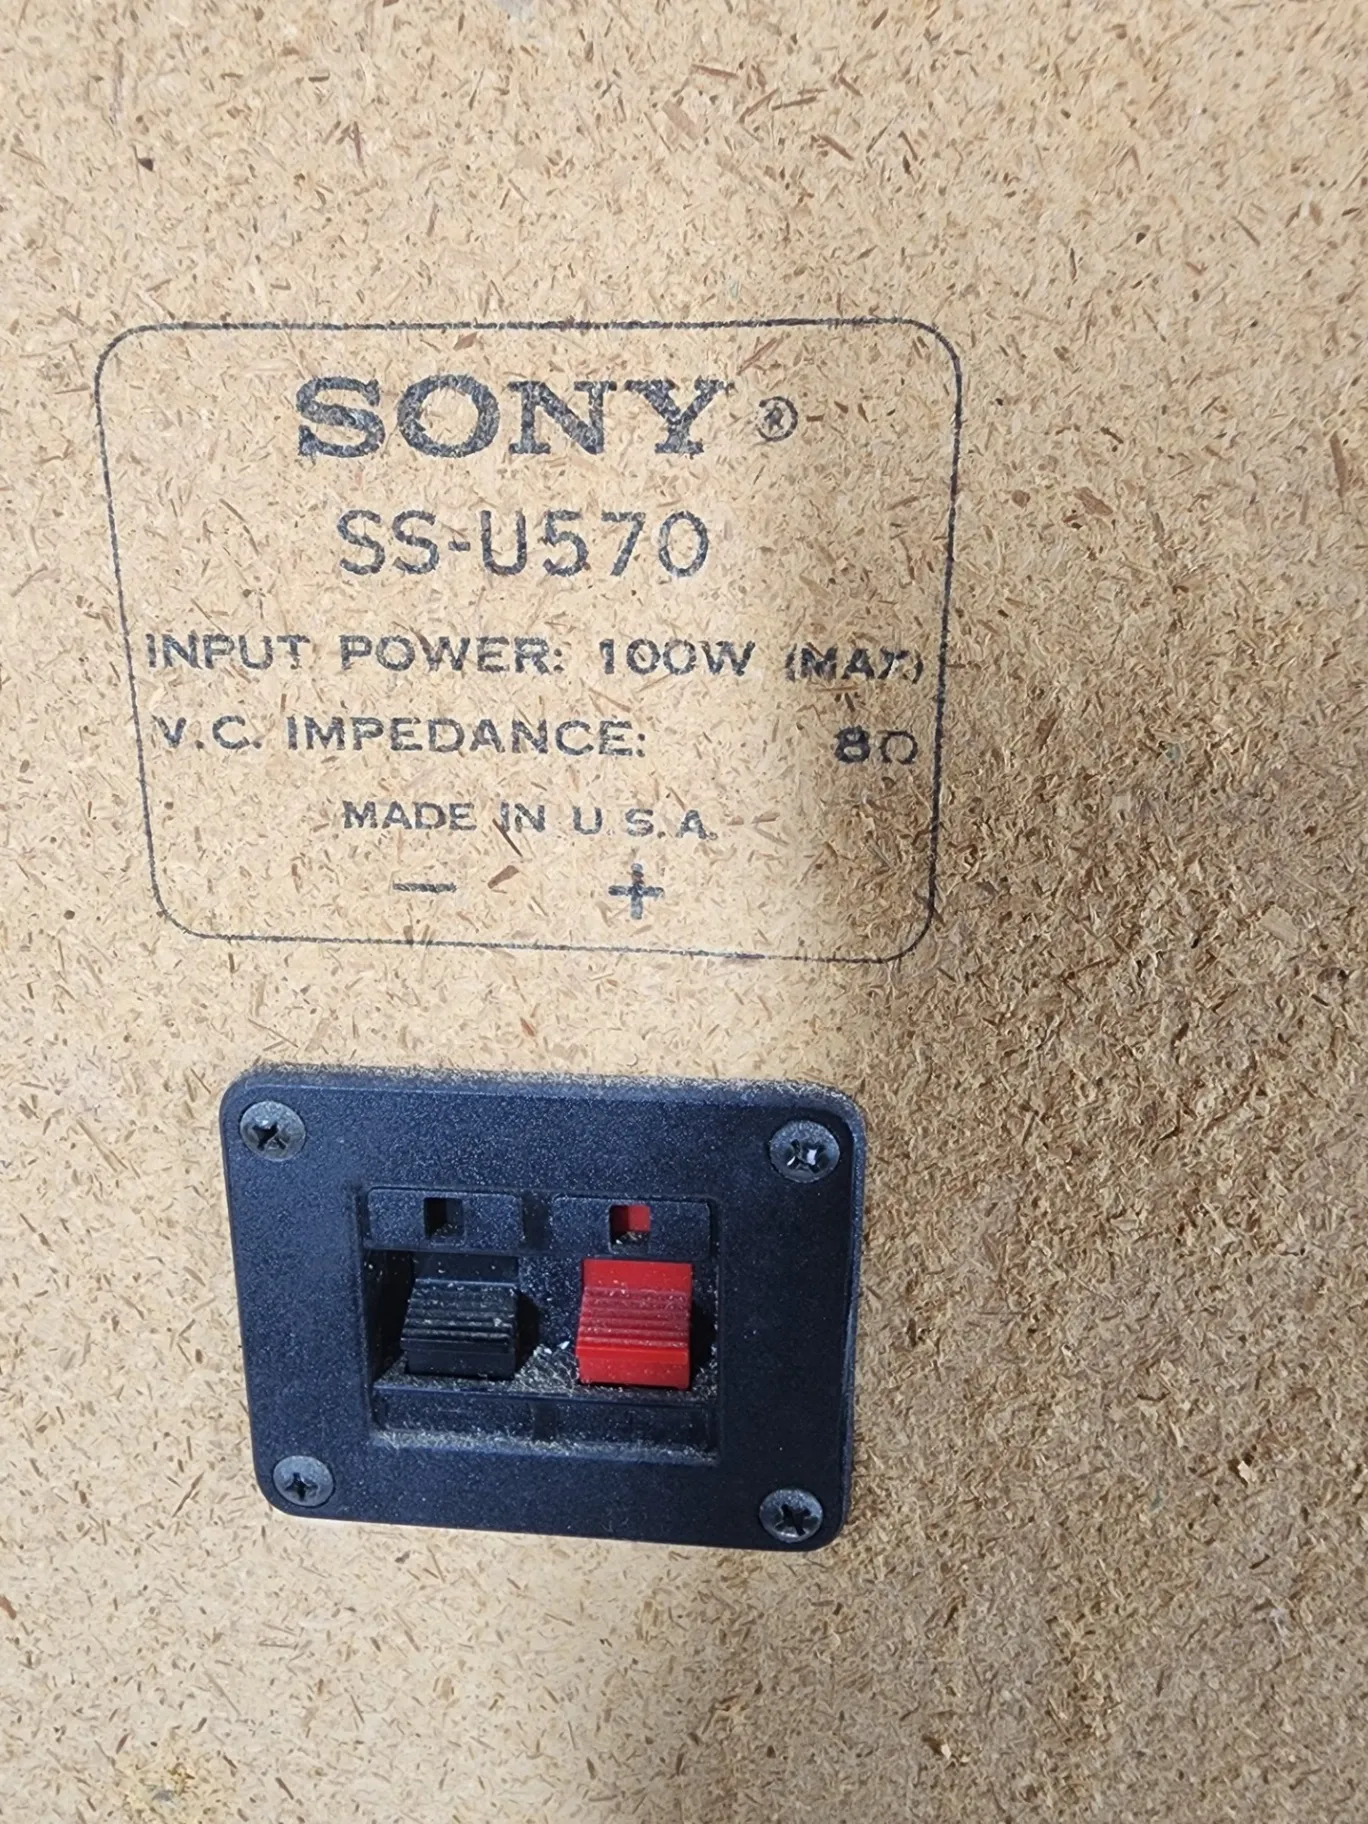 SONY ®
SS-U570
INPUT POWER: 100W (MAX)
V.C. IMPEDANCE: 8Ω
MADE IN U.S.A.
− +